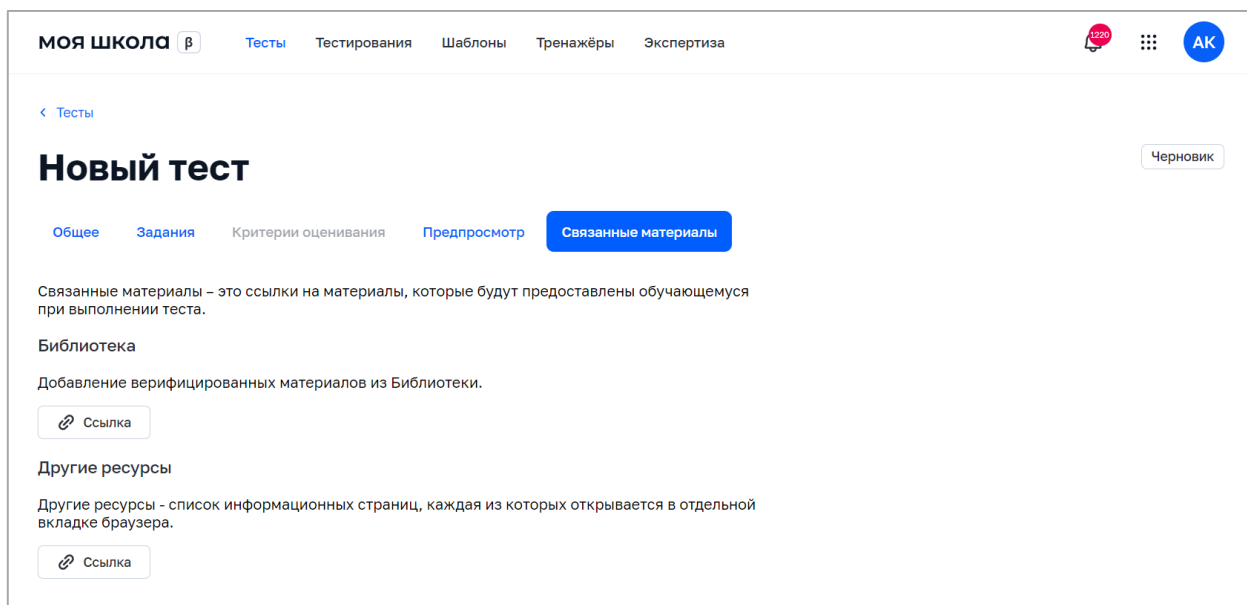 моя школа β Тесты Тестирования Шаблоны Тренажёры Экспертиза 1220 АК
Тесты
Новый тест Черновик
Общее Задания Критерии оценивания Предпросмотр Связанные материалы
Связанные материалы – это ссылки на материалы, которые будут предоставлены обучающемуся
при выполнении теста.
Библиотека
Добавление верифицированных материалов из Библиотеки.
Ссылка
Другие ресурсы
Другие ресурсы - список информационных страниц, каждая из которых открывается в отдельной
вкладке браузера.
Ссылка